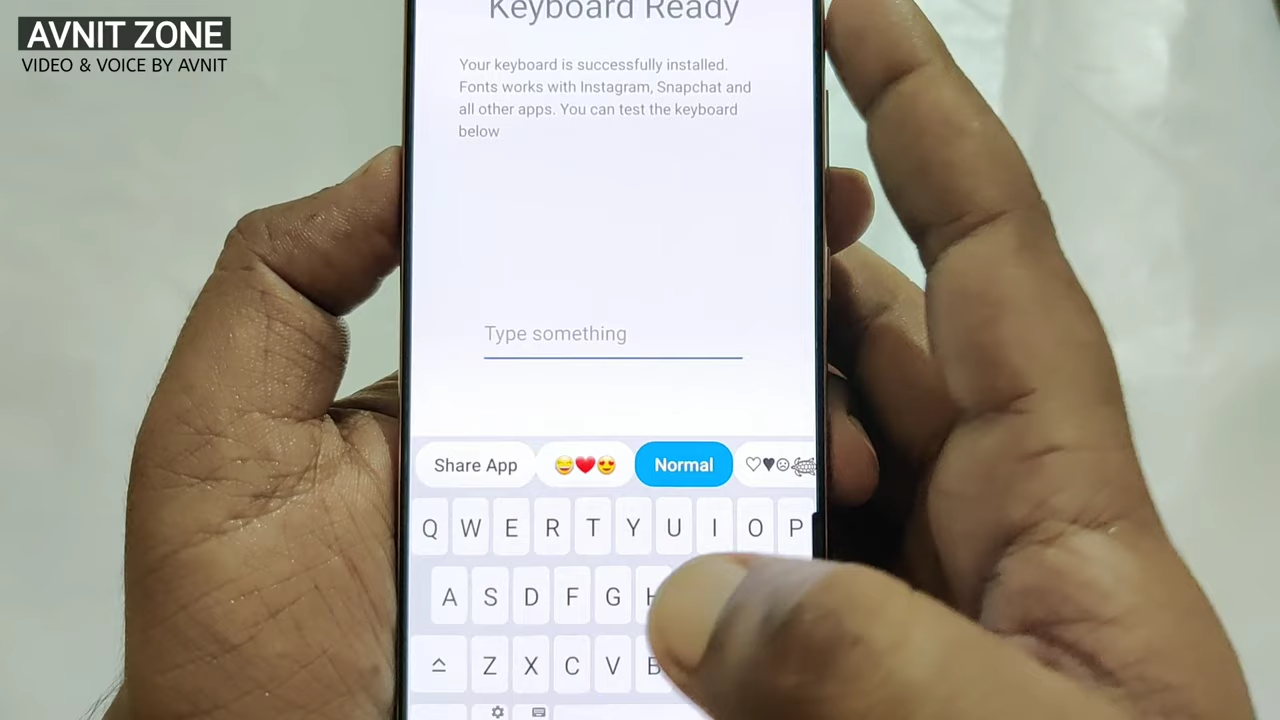 AVNIT ZONE
VIDEO & VOICE BY AVNIT
Keyboard Ready
Your keyboard is successfully installed.
Fonts works with Instagram, Snapchat and
all other apps. You can test the keyboard
below
Type something
Share App 😂❤️😍 Normal ♡♥☹
Q W E R T Y U I O P
A S D F G H
Z X C V B